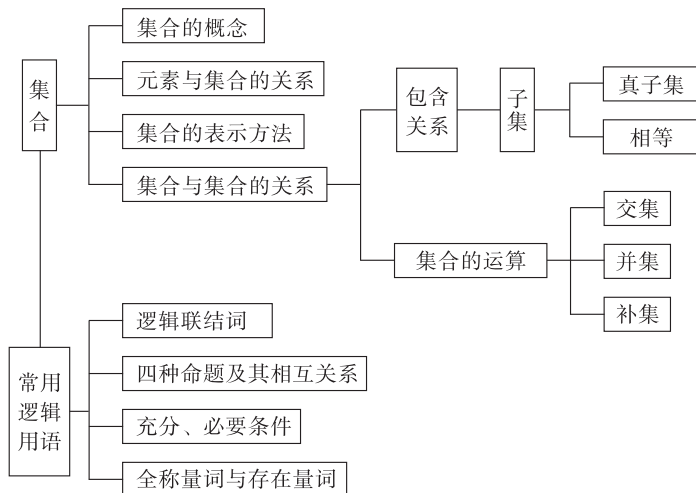 集合
集合的概念
元素与集合的关系
集合的表示方法
集合与集合的关系
包含
关系
子集
真子集
相等
集合的运算
交集
并集
补集
常用
逻辑
用语
逻辑联结词
四种命题及其相互关系
充分、必要条件
全称量词与存在量词